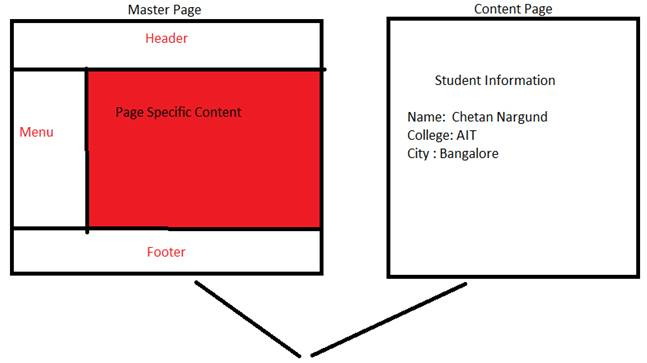 Master Page
Header
Menu
Page Specific Content
Footer
Content Page
Student Information
Name:  Chetan Nargund
College: AIT
City : Bangalore